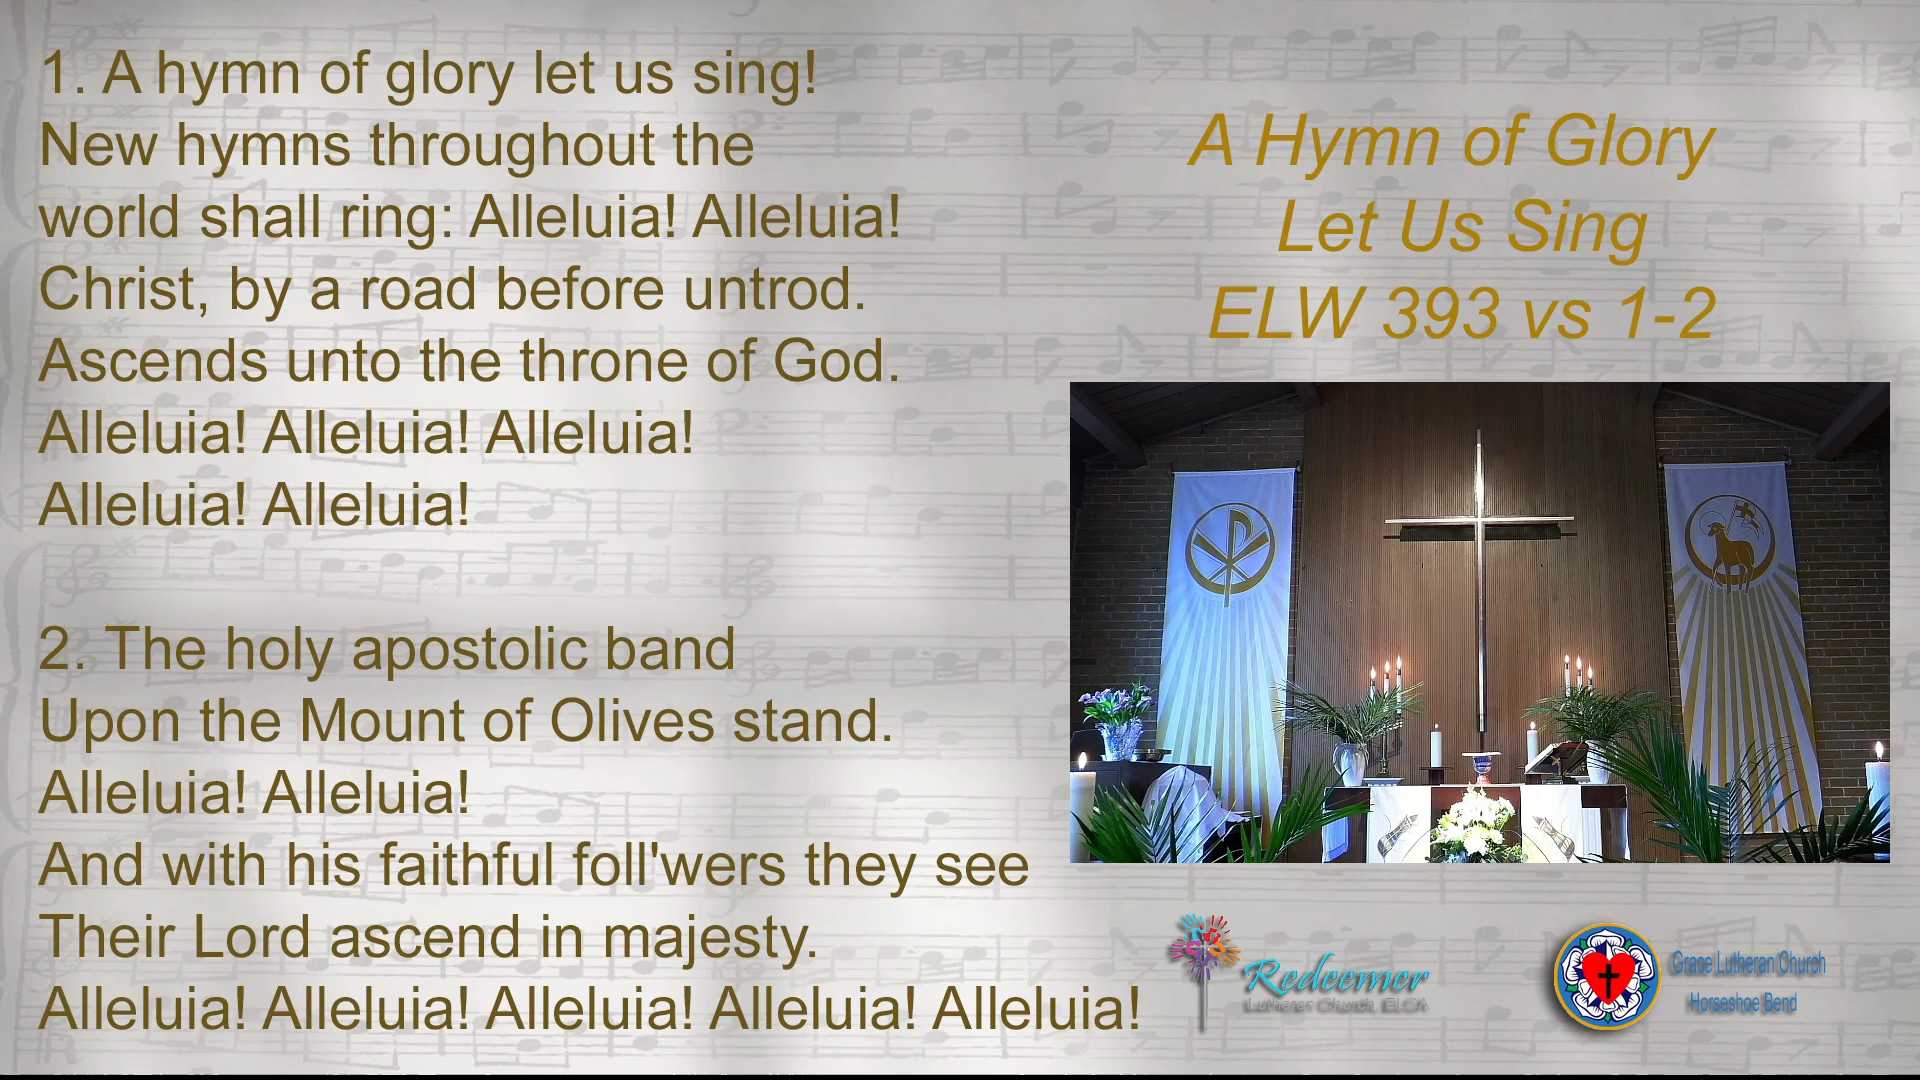 1. A hymn of glory let us sing!
New hymns throughout the
world shall ring: Alleluia! Alleluia!
Christ, by a road before untrod.
Ascends unto the throne of God.
Alleluia! Alleluia! Alleluia!
Alleluia! Alleluia!
2. The holy apostolic band
Upon the Mount of Olives stand.
Alleluia! Alleluia!
And with his faithful foll'wers they see
Their Lord ascend in majesty.
Alleluia! Alleluia! Alleluia! Alleluia! Alleluia!
A Hymn of Glory
Let Us Sing
ELW 393 vs 1-2
Redeemer
Lutheran Church, ELCA
Grace Lutheran Church
Horseshoe Bend